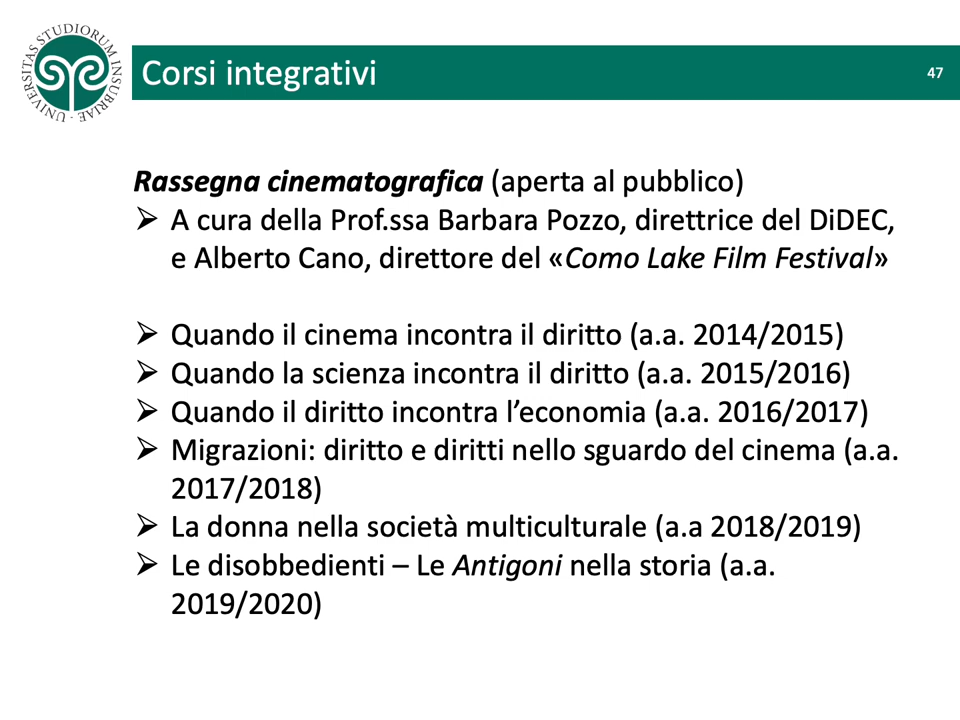 UNIVERSITAS STUDIORUM INSUBRIAE
Corsi integrativi
47
Rassegna cinematografica (aperta al pubblico)
➢ A cura della Prof.ssa Barbara Pozzo, direttrice del DiDEC,
e Alberto Cano, direttore del «Como Lake Film Festival»
➢ Quando il cinema incontra il diritto (a.a. 2014/2015)
➢ Quando la scienza incontra il diritto (a.a. 2015/2016)
➢ Quando il diritto incontra l’economia (a.a. 2016/2017)
➢ Migrazioni: diritto e diritti nello sguardo del cinema (a.a.
2017/2018)
➢ La donna nella società multiculturale (a.a 2018/2019)
➢ Le disobbedienti – Le Antigoni nella storia (a.a.
2019/2020)